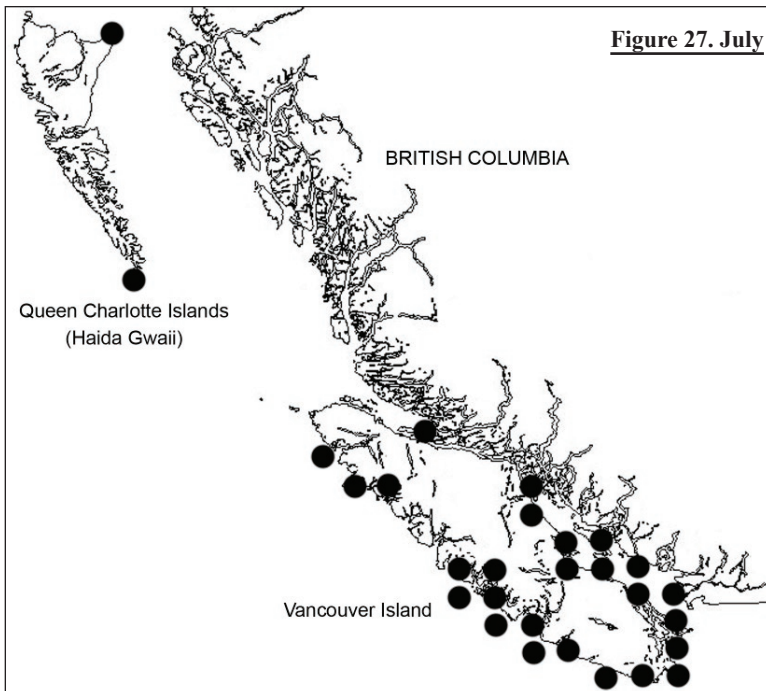 Figure 27. July
BRITISH COLUMBIA
Queen Charlotte Islands
(Haida Gwaii)
Vancouver Island